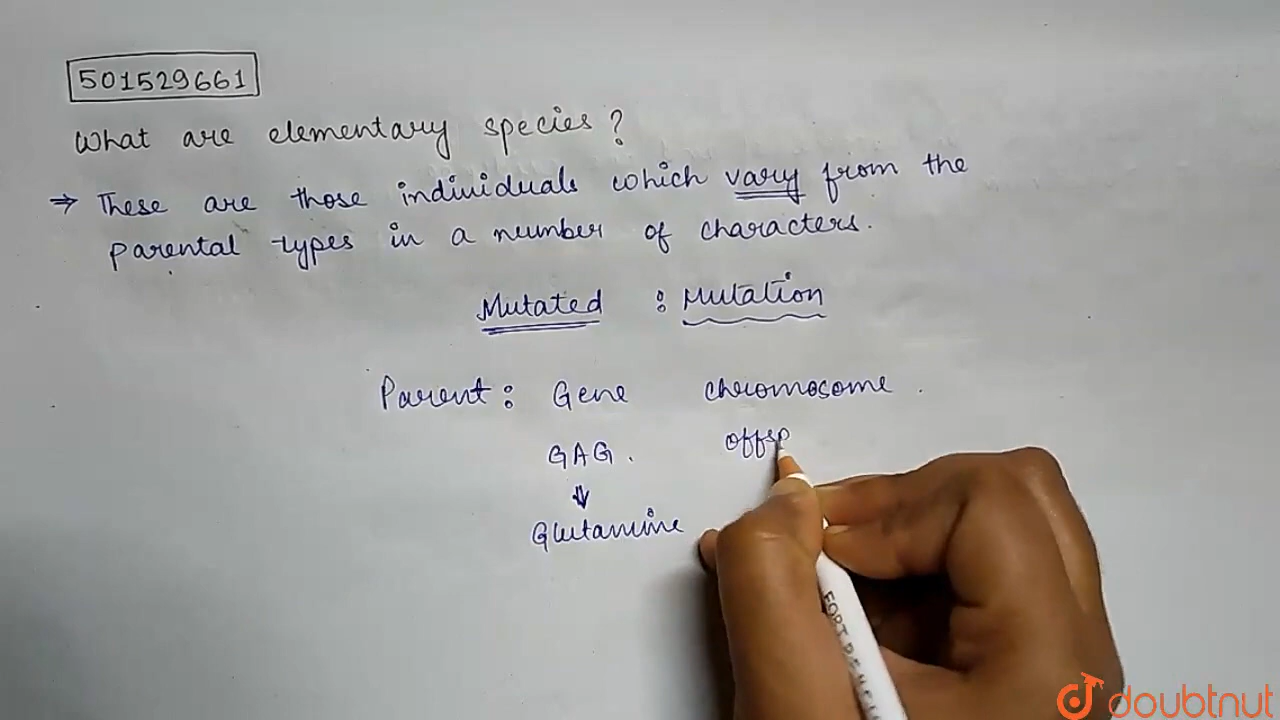 501529661
What are elementary species?
⇒ These are those individuals which vary from the
parental types in a number of characters.
Mutated : Mutation
Parent : Gene chromosome.
GAG. offsp
⇓
Glutamine
FORT
doubtnut